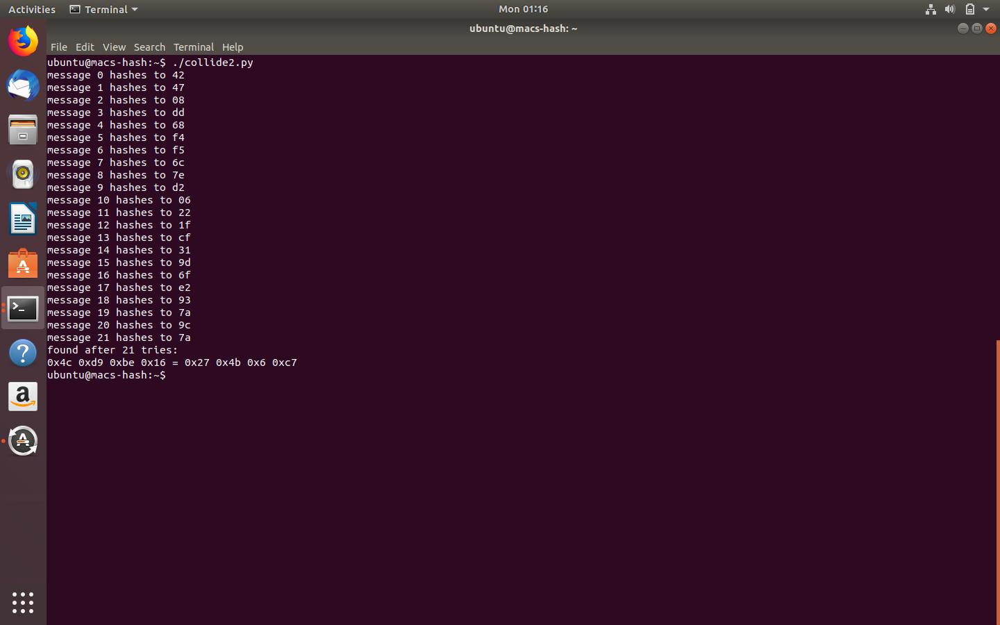 Activities
Terminal
Mon 01:16
ubuntu@macs-hash: ~
File Edit View Search Terminal Help
ubuntu@macs-hash:~$ ./collide2.py
message 0 hashes to 42
message 1 hashes to 47
message 2 hashes to 08
message 3 hashes to dd
message 4 hashes to 68
message 5 hashes to f4
message 6 hashes to f5
message 7 hashes to 6c
message 8 hashes to 7e
message 9 hashes to d2
message 10 hashes to 06
message 11 hashes to 22
message 12 hashes to 1f
message 13 hashes to cf
message 14 hashes to 31
message 15 hashes to 9d
message 16 hashes to 6f
message 17 hashes to e2
message 18 hashes to 93
message 19 hashes to 7a
message 20 hashes to 9c
message 21 hashes to 7a
found after 21 tries:
0x4c 0xd9 0xbe 0x16 = 0x27 0x4b 0x6 0xc7
ubuntu@macs-hash:~$